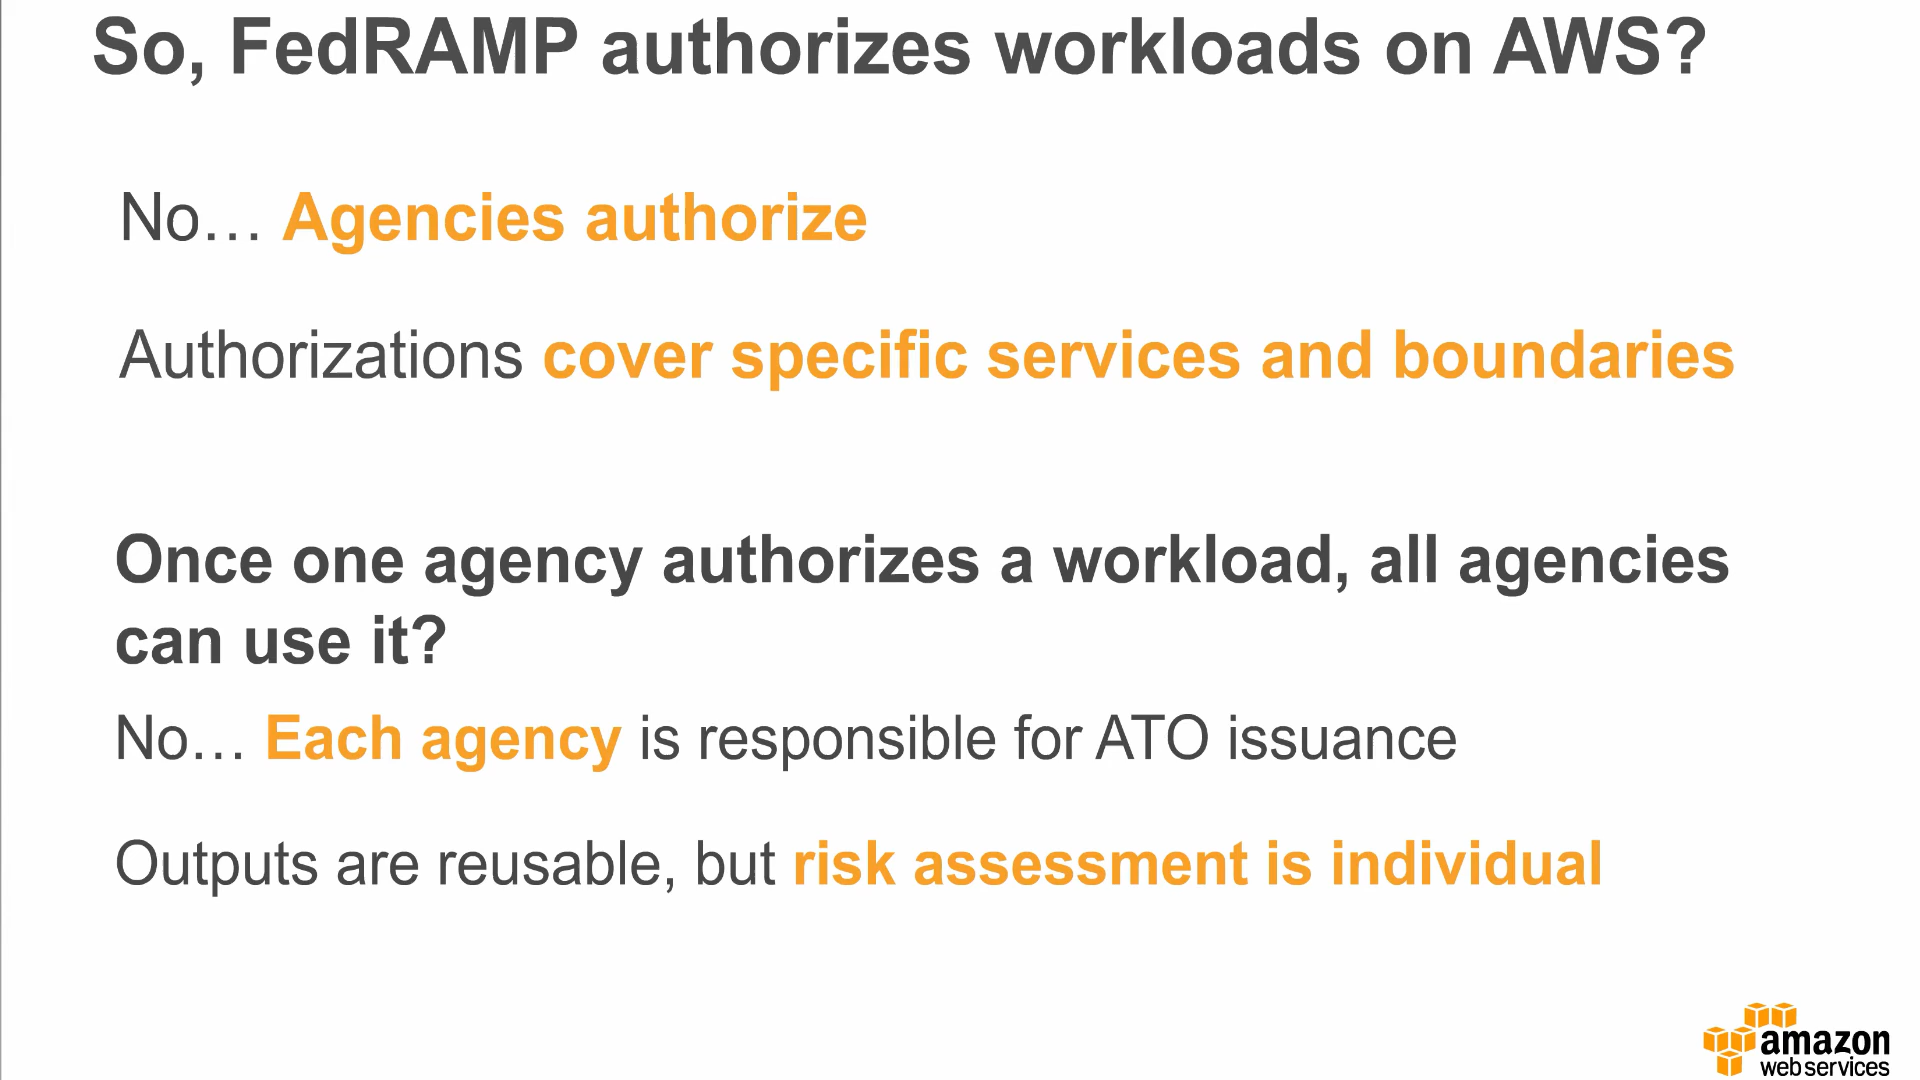 So, FedRAMP authorizes workloads on AWS?
No… Agencies authorize
Authorizations cover specific services and boundaries
Once one agency authorizes a workload, all agencies
can use it?
No… Each agency is responsible for ATO issuance
Outputs are reusable, but risk assessment is individual
amazon
webservices